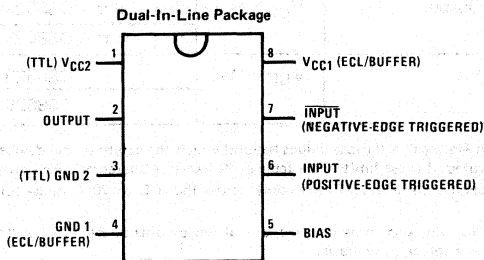 Dual-In-Line Package
(TTL) VCC2
1
8
VCC1 (ECL/BUFFER)
OUTPUT
2
7
INPUT
(NEGATIVE-EDGE TRIGGERED)
(TTL) GND 2
3
6
INPUT
(POSITIVE-EDGE TRIGGERED)
GND 1
(ECL/BUFFER)
4
5
BIAS